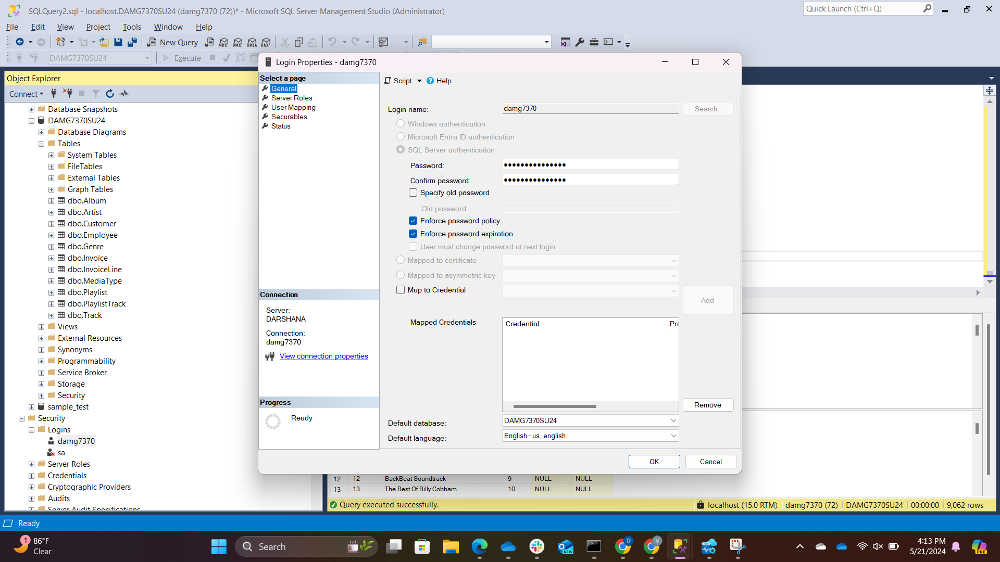 SQLQuery2.sql - localhost.DAMG7370SU24 (damg7370 (72))* - Microsoft SQL Server Management Studio (Administrator)
Quick Launch (Ctrl+Q)
File Edit View Project Tools Window Help
New Query MDX DMX XMLA DAX
DAMG7370SU24 Execute
Object Explorer
Connect
Database Snapshots
DAMG7370SU24
Database Diagrams
Tables
System Tables
FileTables
External Tables
Graph Tables
dbo.Album
dbo.Artist
dbo.Customer
dbo.Employee
dbo.Genre
dbo.Invoice
dbo.InvoiceLine
dbo.MediaType
dbo.Playlist
dbo.PlaylistTrack
dbo.Track
Views
External Resources
Synonyms
Programmability
Service Broker
Storage
Security
sample_test
Security
Logins
damg7370
sa
Server Roles
Credentials
Cryptographic Providers
Audits
Server Audit Specifications
Login Properties - damg7370
Select a page
General
Server Roles
User Mapping
Securables
Status
Connection
Server:
DARSHANA
Connection:
damg7370
View connection properties
Progress
Ready
Script Help
Login name: damg7370 Search...
Windows authentication
Microsoft Entra ID authentication
SQL Server authentication
Password: ●●●●●●●●●●●●●●●
Confirm password: ●●●●●●●●●●●●●●●
Specify old password
Old password:
Enforce password policy
Enforce password expiration
User must change password at next login
Mapped to certificate
Mapped to asymmetric key
Map to Credential
Add
Mapped Credentials Credential Pro
Remove
Default database: DAMG7370SU24
Default language: English - us_english
OK Cancel
12 12 BackBeat Soundtrack 9 NULL NULL
13 13 The Best Of Billy Cobham 10 NULL NULL
Query executed successfully. localhost (15.0 RTM) damg7370 (72) DAMG7370SU24 00:00:00 9,062 rows
Ready
1 86°F
Clear
Search
NEW
D
V
4:13 PM
5/21/2024
PRE